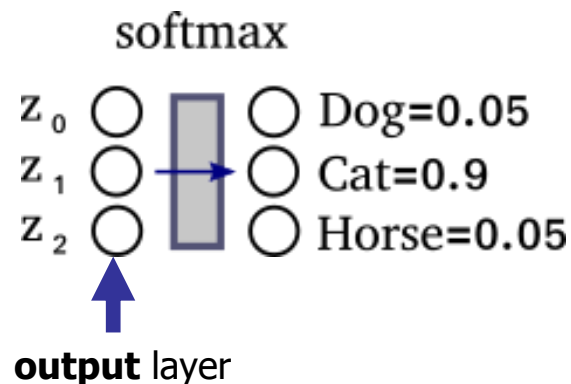 softmax
z₀ Dog=0.05
z₁ Cat=0.9
z₂ Horse=0.05
output layer